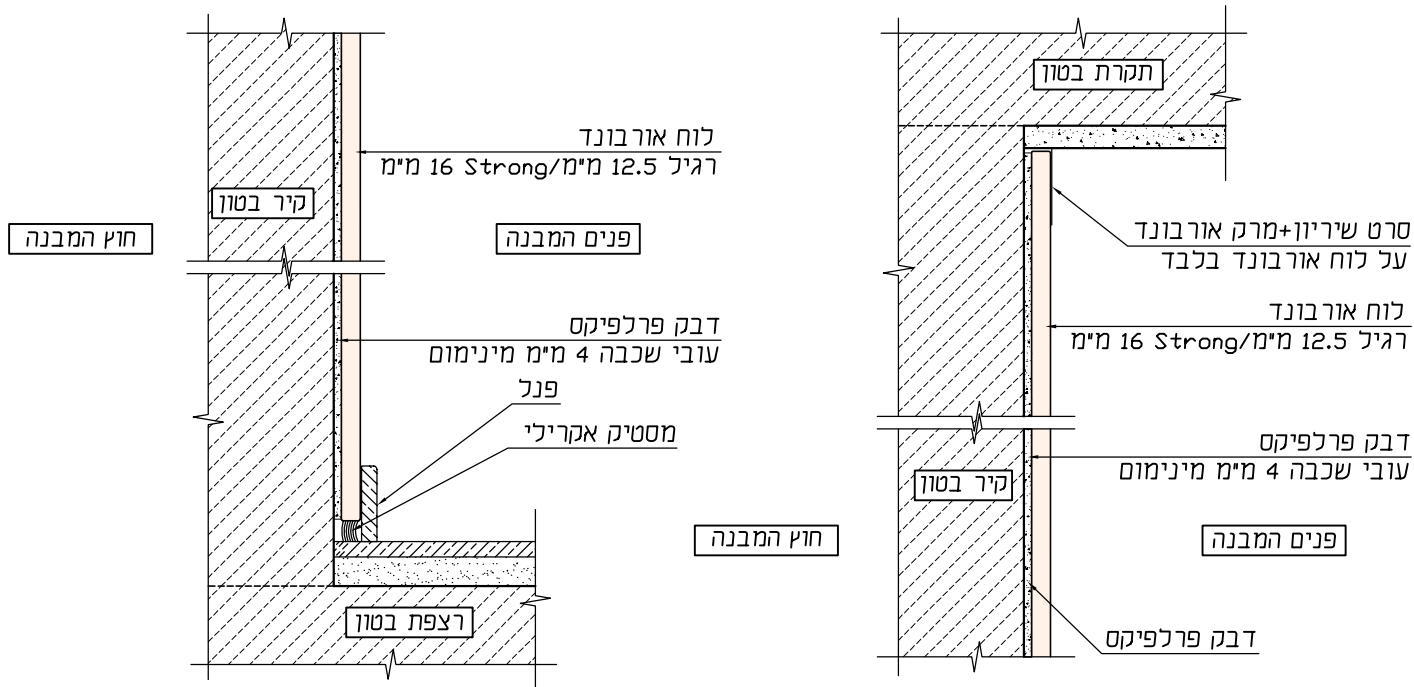 לוח אורבונד
רגיל 12.5 מ"מ/Strong 16 מ"מ
קיר בטון
חוץ המבנה
פנים המבנה
דבק פרלפיקס
עובי שכבה 4 מ"מ מינימום
פנל
מסטיק אקרילי
רצפת בטון
תקרת בטון
סרט שיריון+מרק אורבונד
על לוח אורבונד בלבד
לוח אורבונד
רגיל 12.5 מ"מ/Strong 16 מ"מ
דבק פרלפיקס
עובי שכבה 4 מ"מ מינימום
קיר בטון
חוץ המבנה
פנים המבנה
דבק פרלפיקס